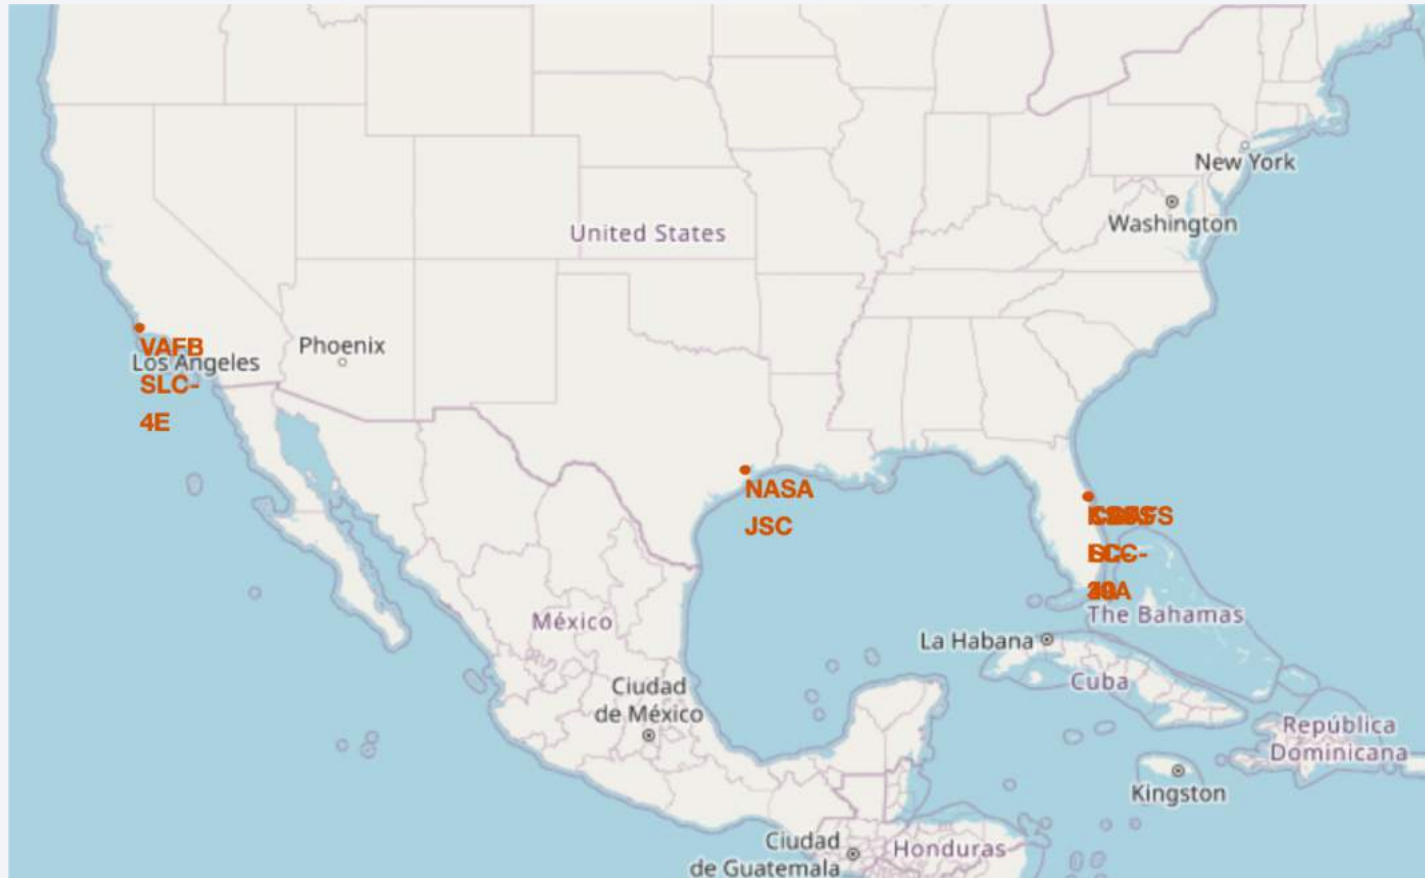 New York
Washington
United States
Phoenix
VAFB
Los Angeles
SLC-
4E
NASA
JSC
The Bahamas
México
La Habana
Cuba
Ciudad
de México
República
Dominicana
Kingston
Ciudad
de Guatemala
Honduras